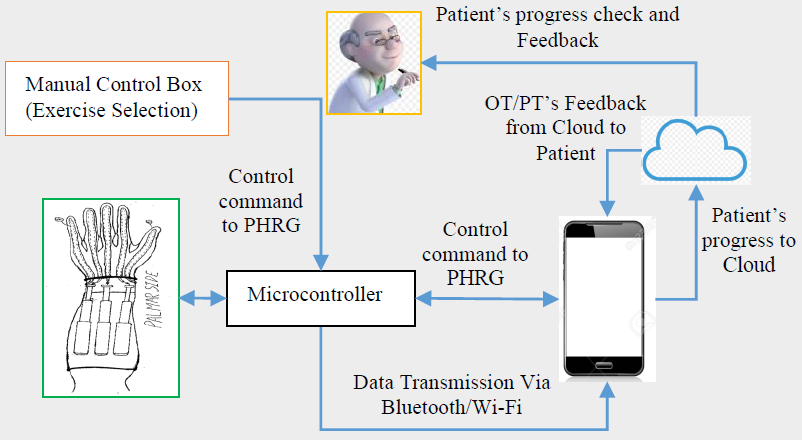 Patient's progress check and
Feedback
Manual Control Box
(Exercise Selection)
OT/PT's Feedback
from Cloud to
Patient
Control
command
to PHRG
Patient's
progress to
Cloud
Control
command to
PHRG
Microcontroller
PALMAR SIDE
Data Transmission Via
Bluetooth/Wi-Fi